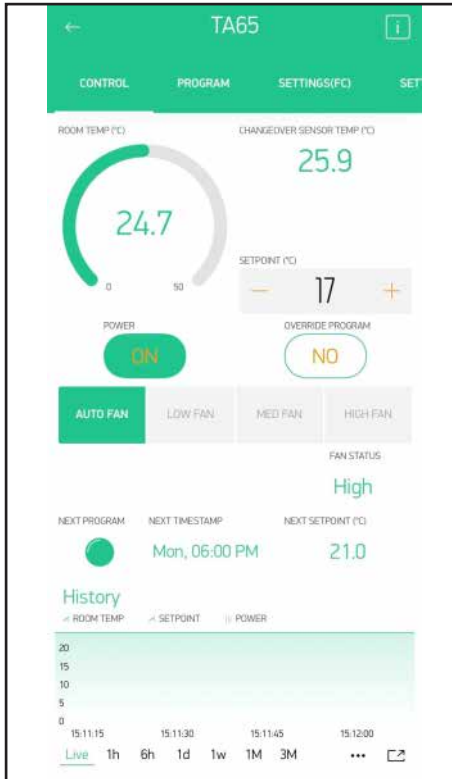 ← TA65 i
CONTROL PROGRAM SETTINGS(FC) SET
ROOM TEMP (°C) CHANGEOVER SENSOR TEMP (°C)
25.9
24.7
0 50
SETPOINT (°C)
— 17 +
POWER OVERRIDE PROGRAM
ON NO
AUTO FAN LOW FAN MED FAN HIGH FAN
FAN STATUS
High
NEXT PROGRAM NEXT TIMESTAMP NEXT SETPOINT (°C)
Mon, 06:00 PM 21.0
History
ROOM TEMP SETPOINT POWER
20
15
10
5
0
15:11:15 15:11:30 15:11:45 15:12:00
Live 1h 6h 1d 1w 1M 3M •••